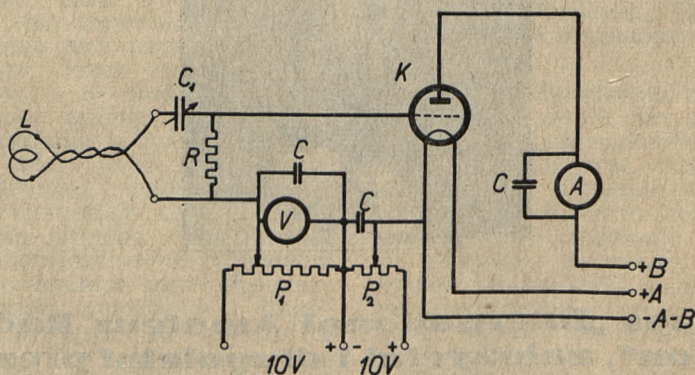 K
C₁
L
R
C
C
C
V
A
P₁
P₂
+B
+A
-A-B
10V
+ -
10V
+